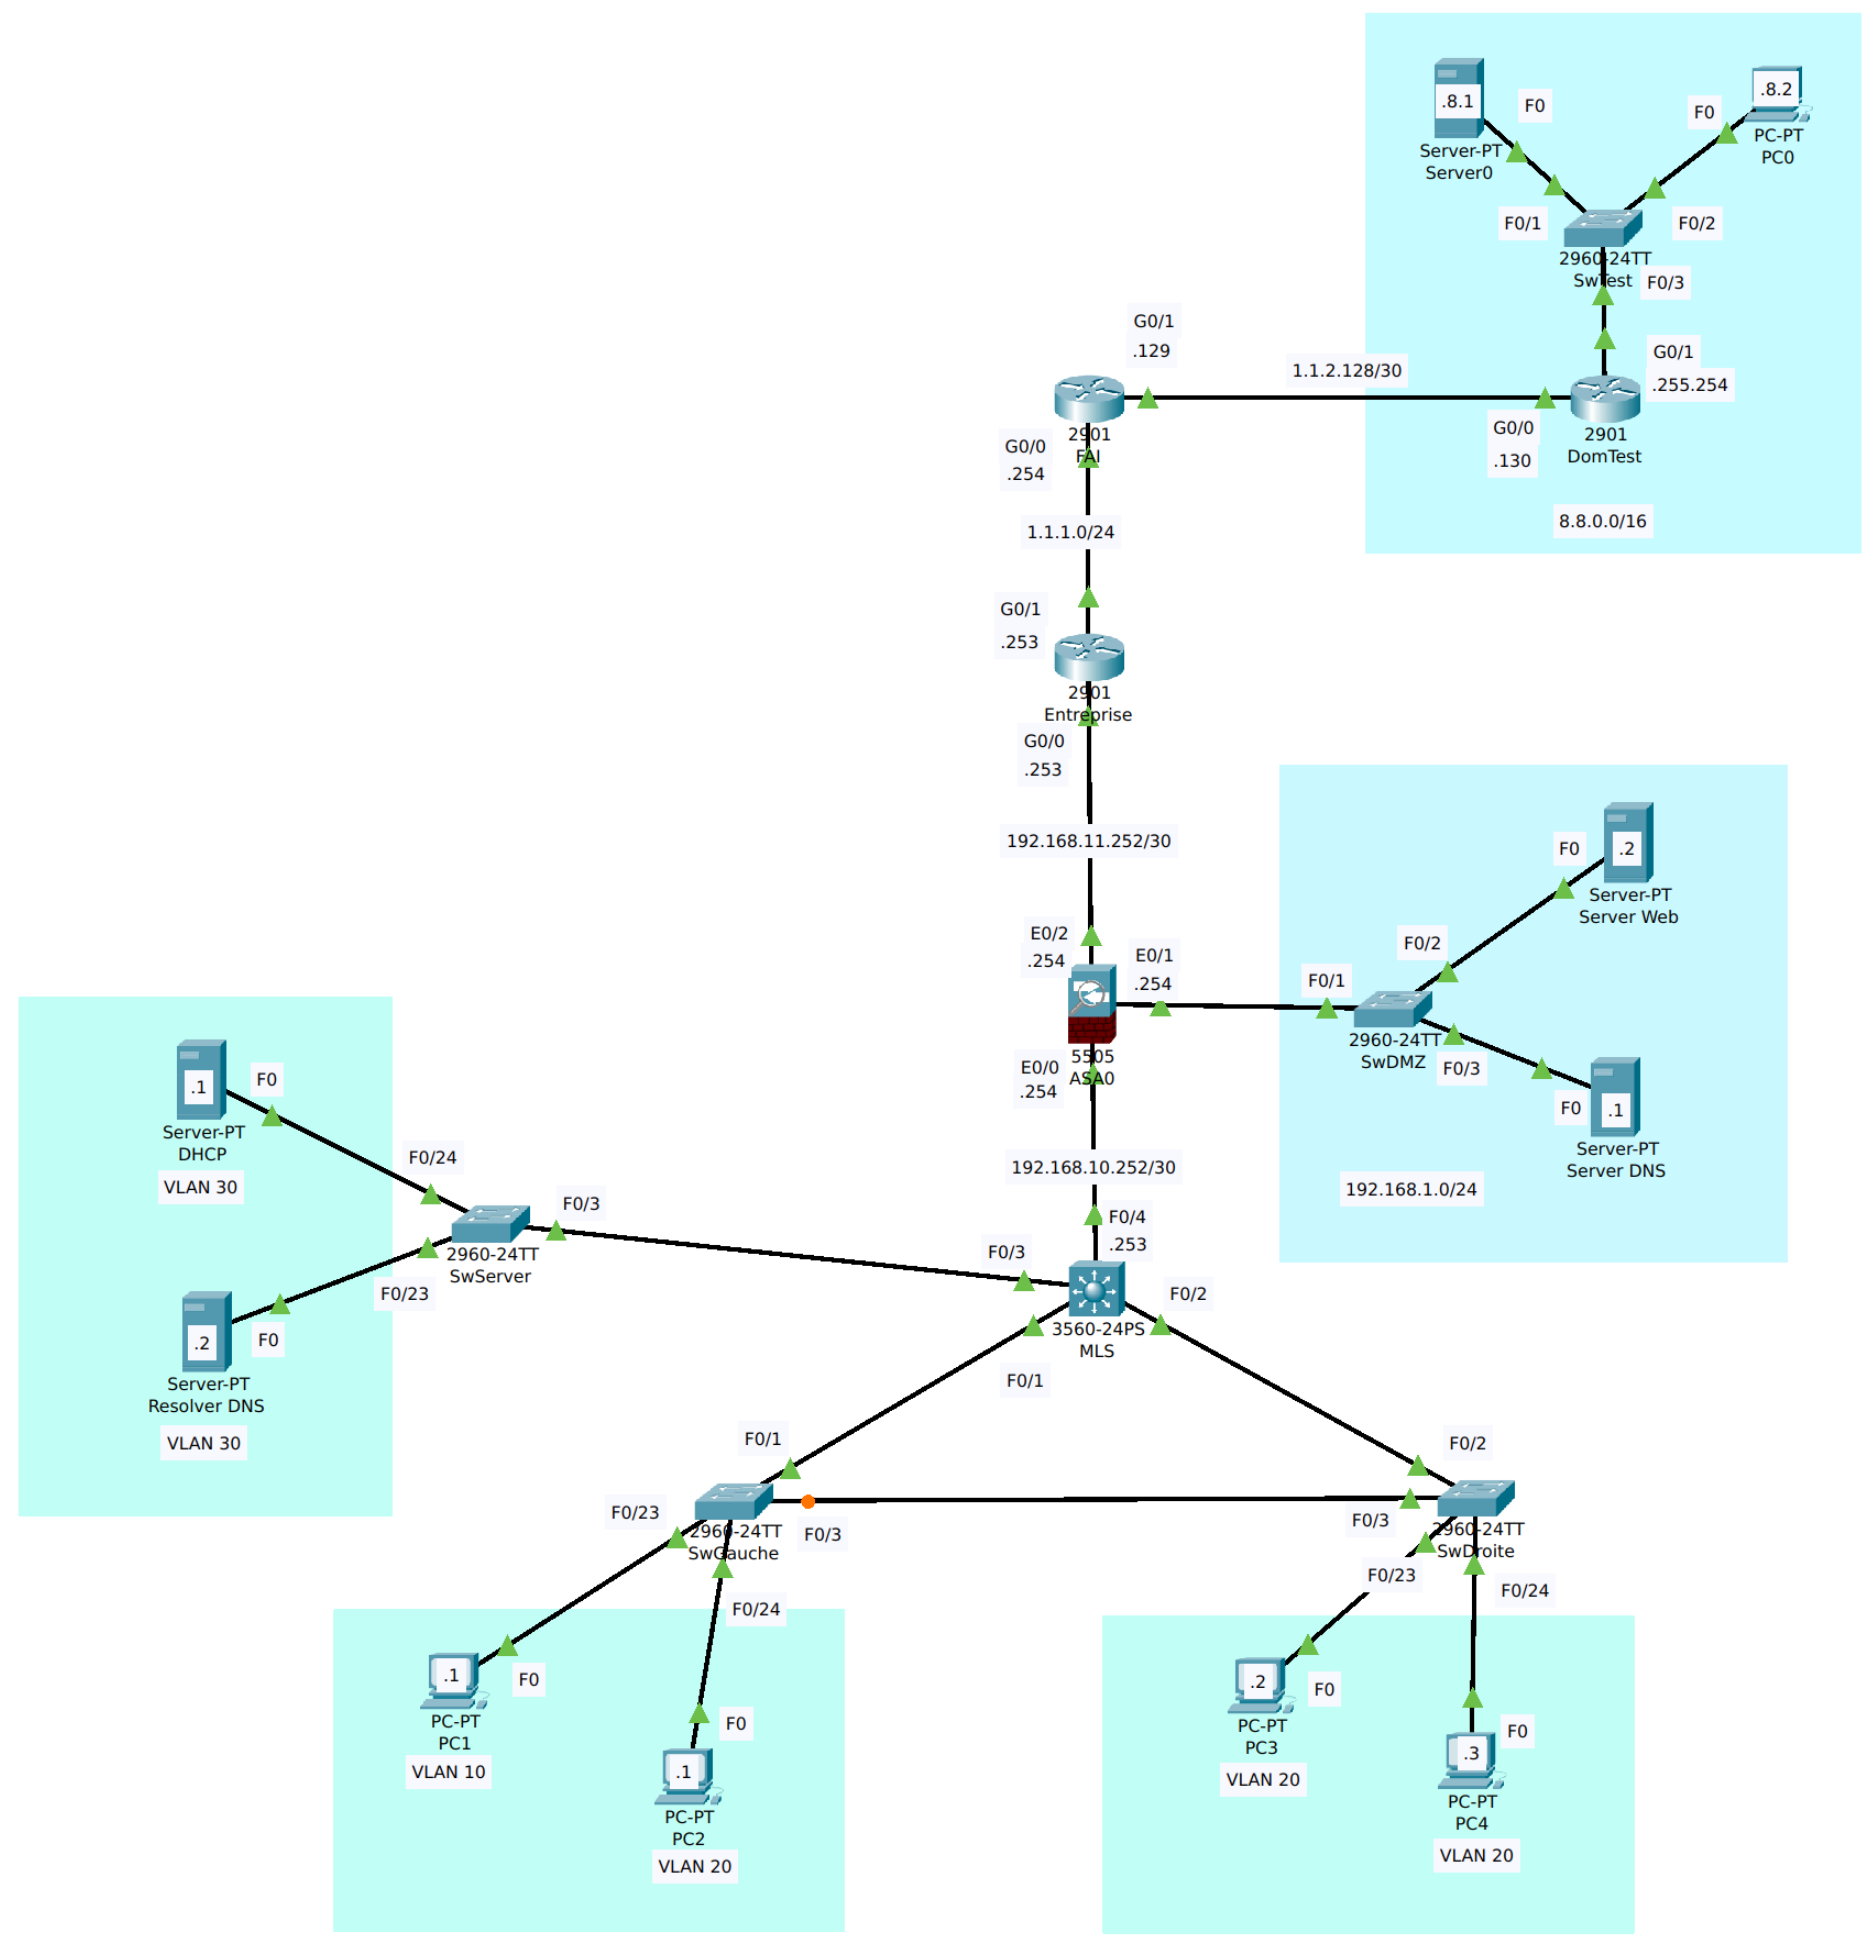 .8.1
F0
Server-PT
Server0
.8.2
F0
PC-PT
PC0
F0/1
F0/2
2960-24TT
SwTest
F0/3
G0/1
.129
1.1.2.128/30
G0/1
.255.254
2901
FAI
G0/0
.254
G0/0
.130
2901
DomTest
8.8.0.0/16
1.1.1.0/24
G0/1
.253
2901
Entreprise
G0/0
.253
192.168.11.252/30
E0/2
.254
E0/1
.254
5505
ASA0
E0/0
.254
F0/1
F0/2
2960-24TT
SwDMZ
F0/3
F0
.2
Server-PT
Server Web
F0
.1
Server-PT
Server DNS
192.168.1.0/24
192.168.10.252/30
F0/4
.253
.1
F0
Server-PT
DHCP
VLAN 30
F0/24
F0/3
2960-24TT
SwServer
F0/23
.2
F0
Server-PT
Resolver DNS
VLAN 30
F0/3
F0/2
3560-24PS
MLS
F0/1
F0/1
F0/23
2960-24TT
SwGauche
F0/3
F0/24
F0/2
F0/3
2960-24TT
SwDroite
F0/23
F0/24
.1
F0
PC-PT
PC1
VLAN 10
F0
.1
PC-PT
PC2
VLAN 20
.2
F0
PC-PT
PC3
VLAN 20
F0
.3
PC-PT
PC4
VLAN 20